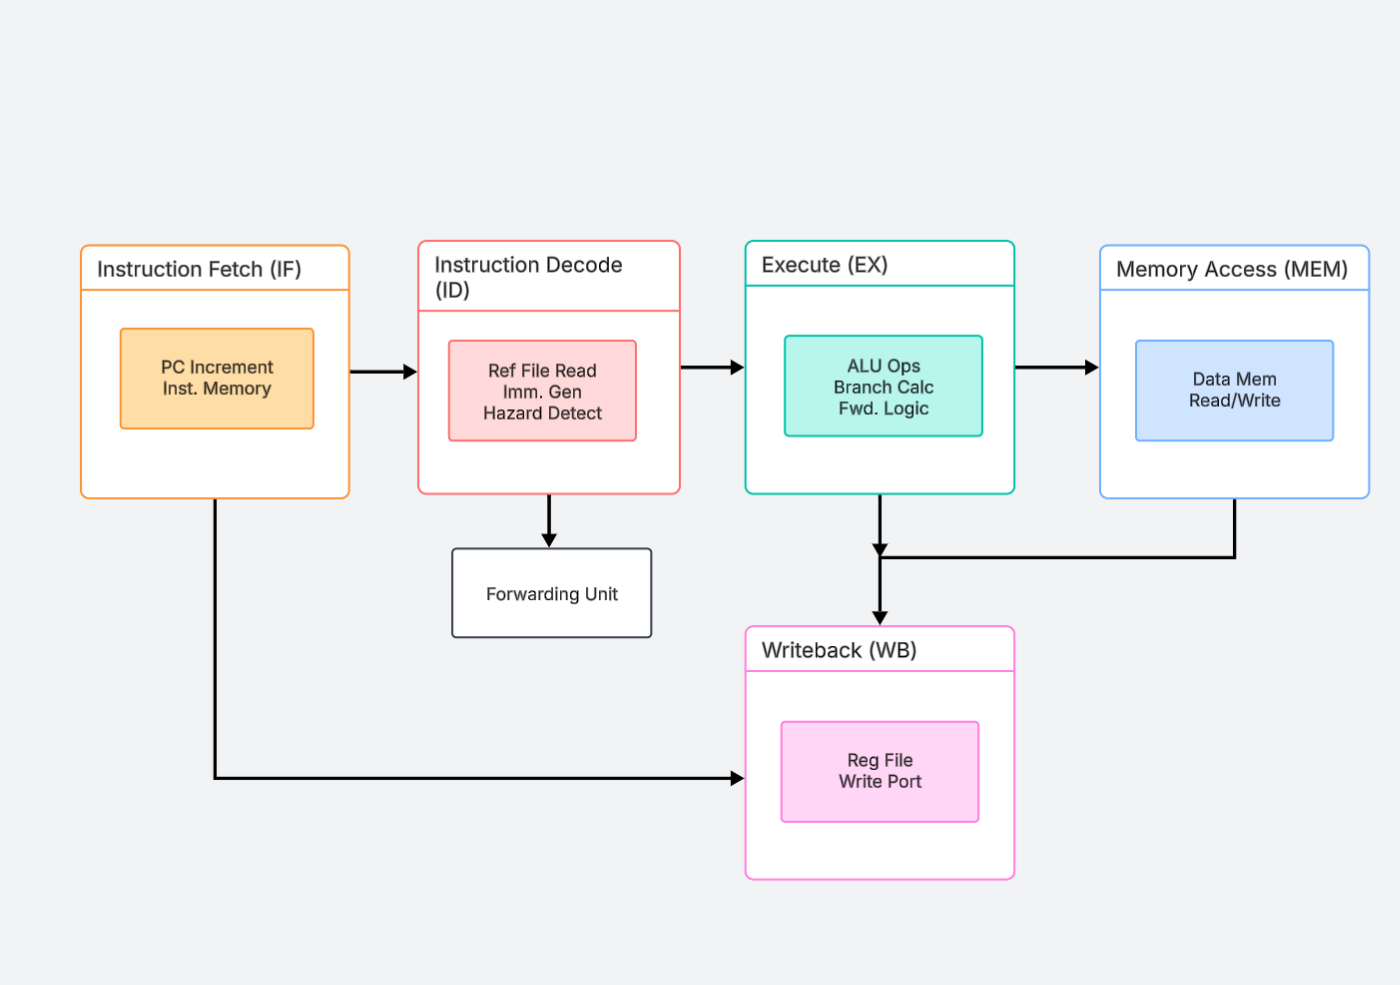 Instruction Fetch (IF)
PC Increment
Inst. Memory
Instruction Decode
(ID)
Ref File Read
Imm. Gen
Hazard Detect
Execute (EX)
ALU Ops
Branch Calc
Fwd. Logic
Memory Access (MEM)
Data Mem
Read/Write
Forwarding Unit
Writeback (WB)
Reg File
Write Port